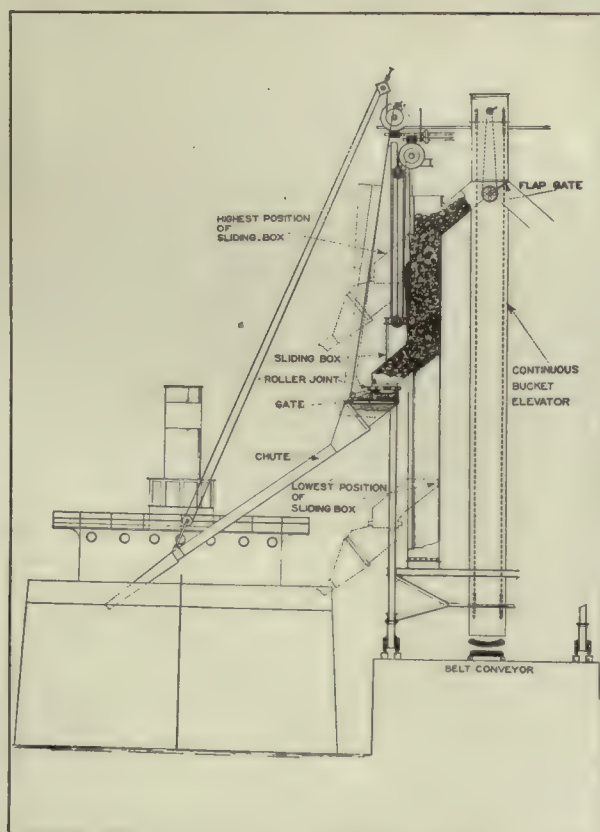 FLAP GATE
HIGHEST POSITION
OF
SLIDING BOX
SLIDING BOX
ROLLER JOINT
GATE
CONTINUOUS
BUCKET
ELEVATOR
CHUTE
LOWEST POSITION
OF
SLIDING BOX
BELT CONVEYOR